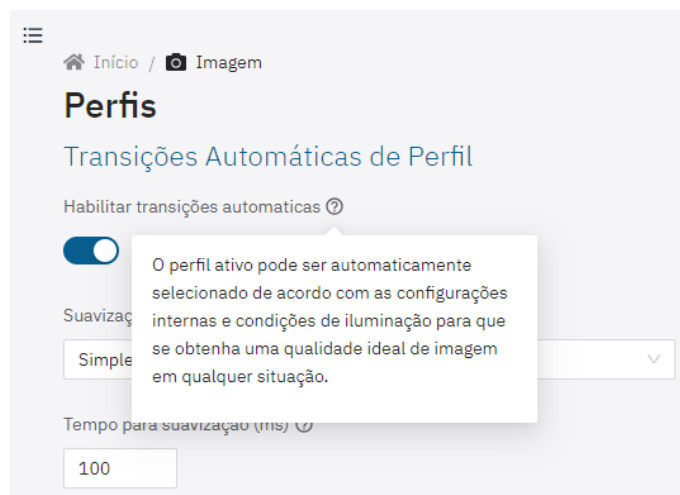 Início / Imagem
Perfis
Transições Automáticas de Perfil
Habilitar transições automaticas
O perfil ativo pode ser automaticamente
selecionado de acordo com as configurações
internas e condições de iluminação para que
se obtenha uma qualidade ideal de imagem
em qualquer situação.
Suavizaç
Simple
Tempo para suavização (ms)
100